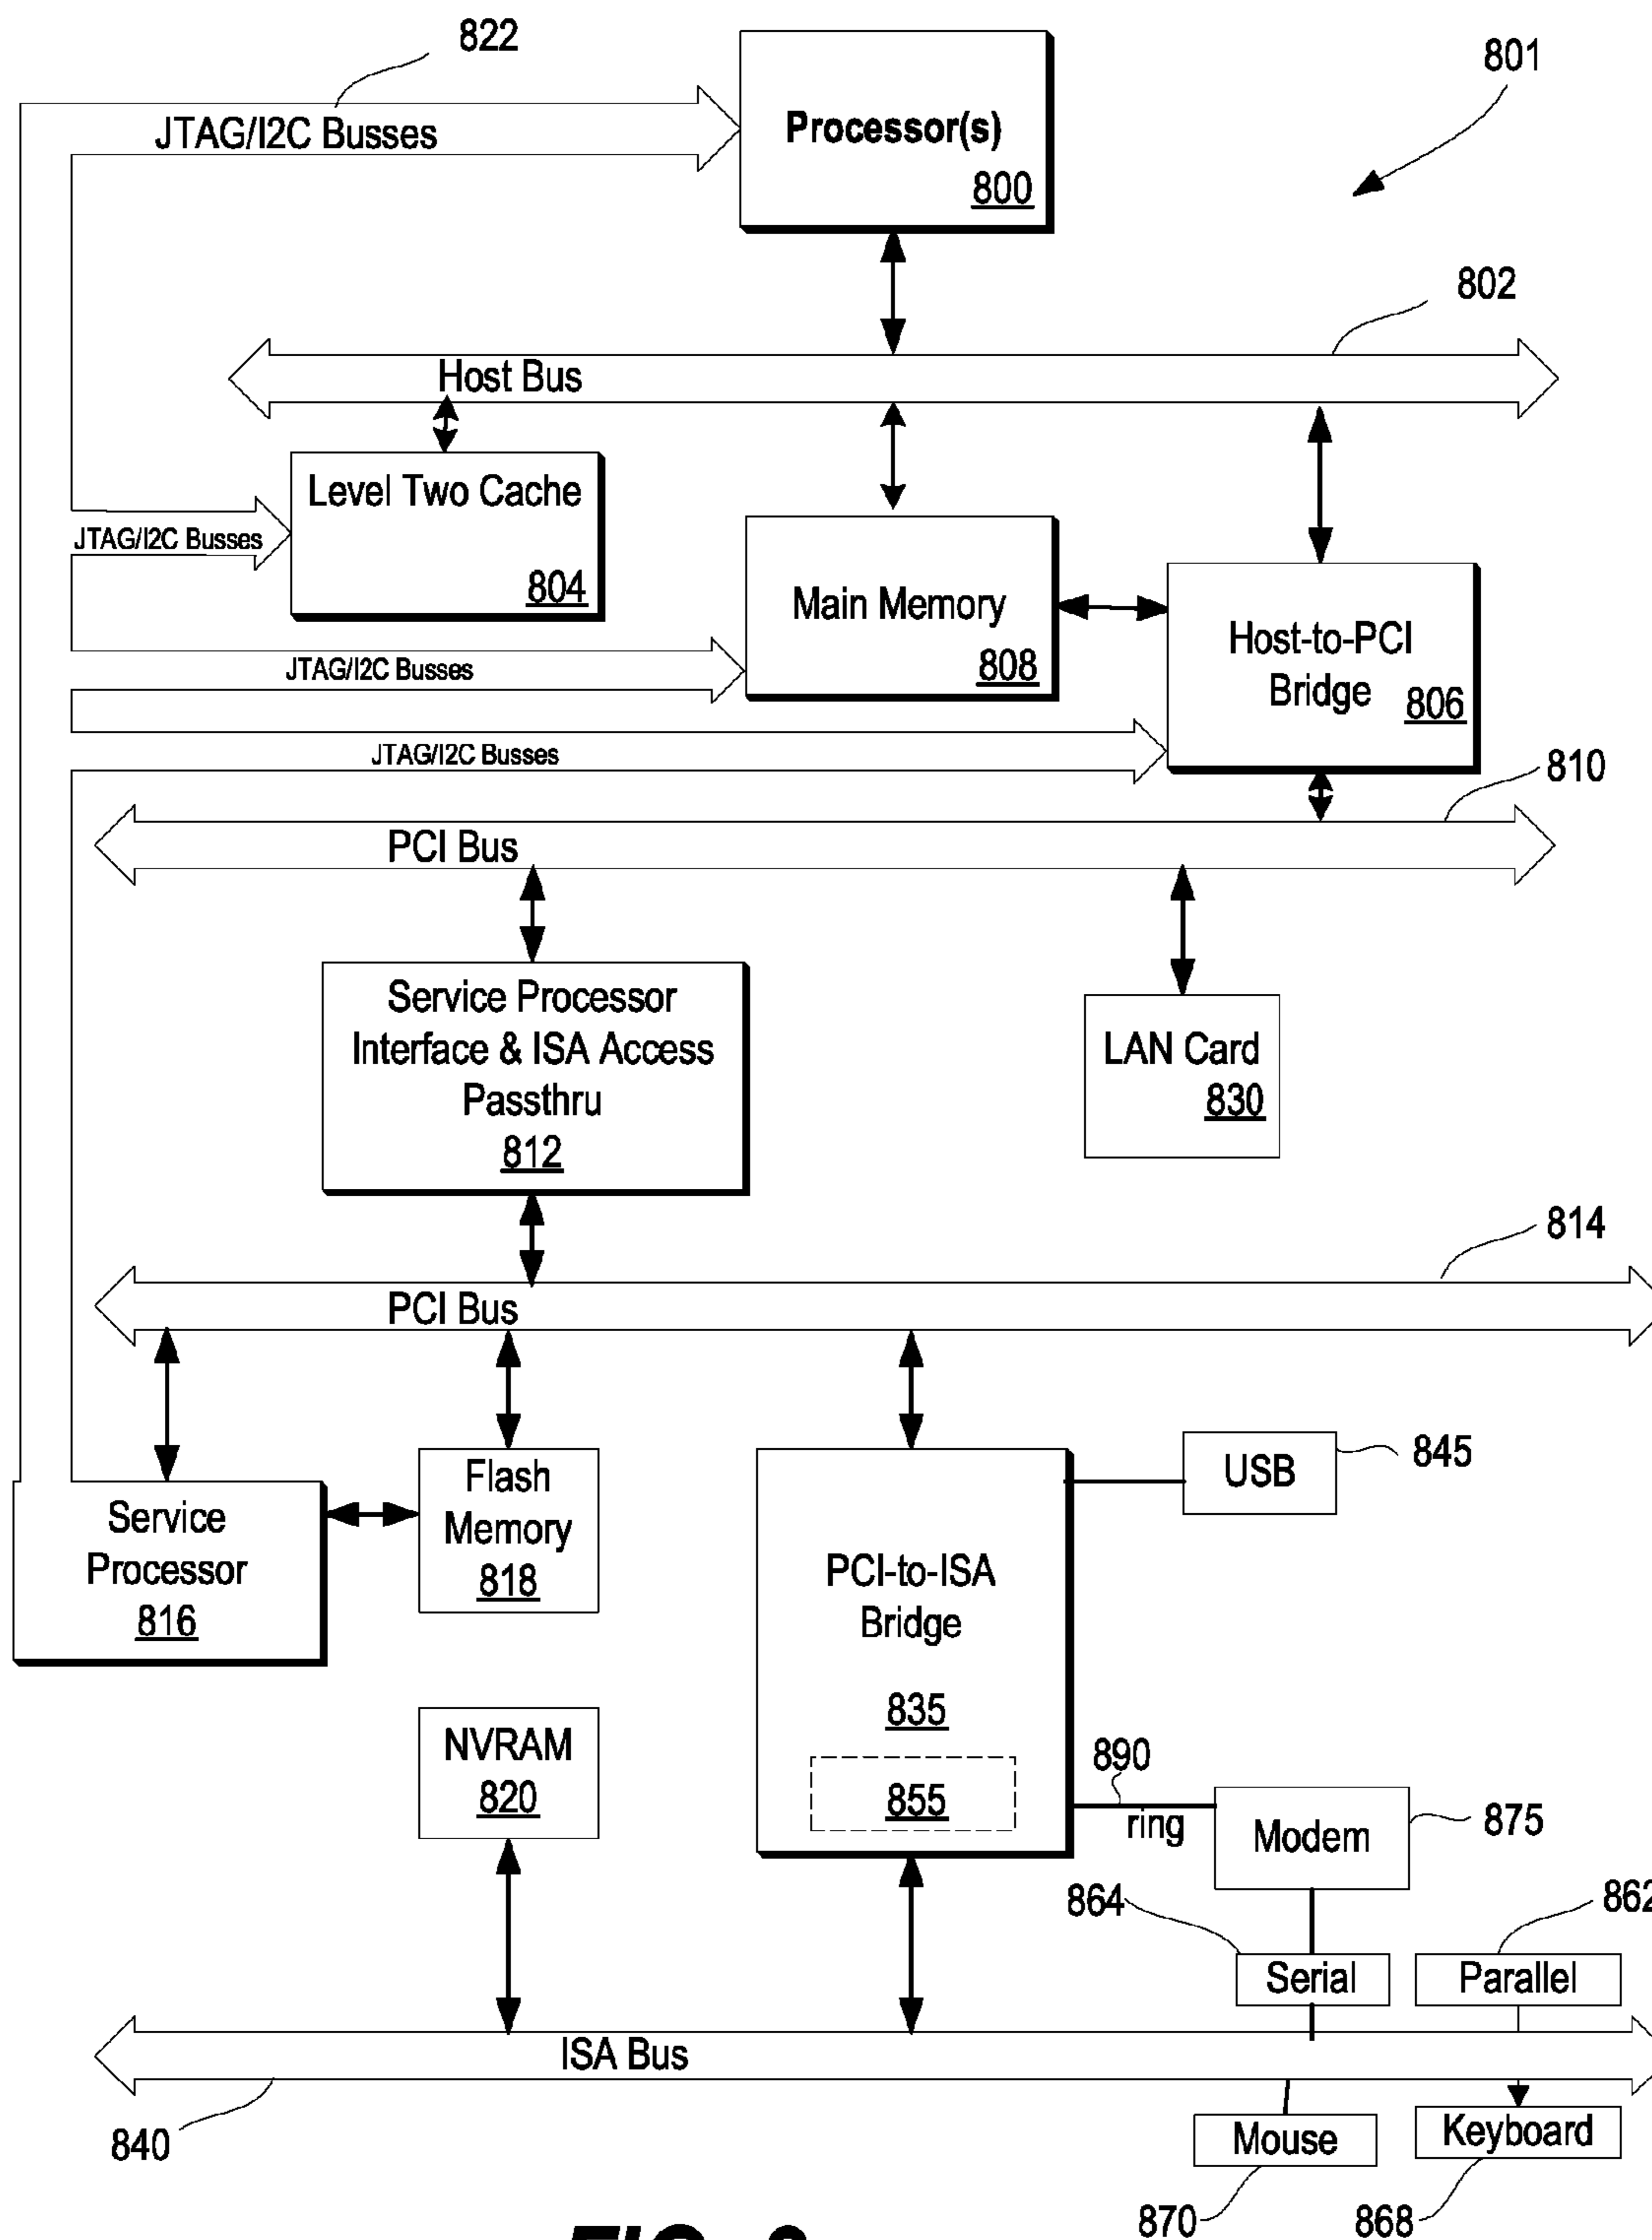 822
801
JTAG/I2C Busses
Processor(s)
800
802
Host Bus
Level Two Cache
804
JTAG/I2C Busses
Main Memory
808
Host-to-PCI
Bridge
806
JTAG/I2C Busses
JTAG/I2C Busses
810
PCI Bus
Service Processor
Interface & ISA Access
Passthru
812
LAN Card
830
814
PCI Bus
Service
Processor
816
Flash
Memory
818
USB
845
PCI-to-ISA
Bridge
835
855
NVRAM
820
890
ring
Modem
875
864
862
Serial
Parallel
ISA Bus
840
Mouse
Keyboard
870
868
FIG.